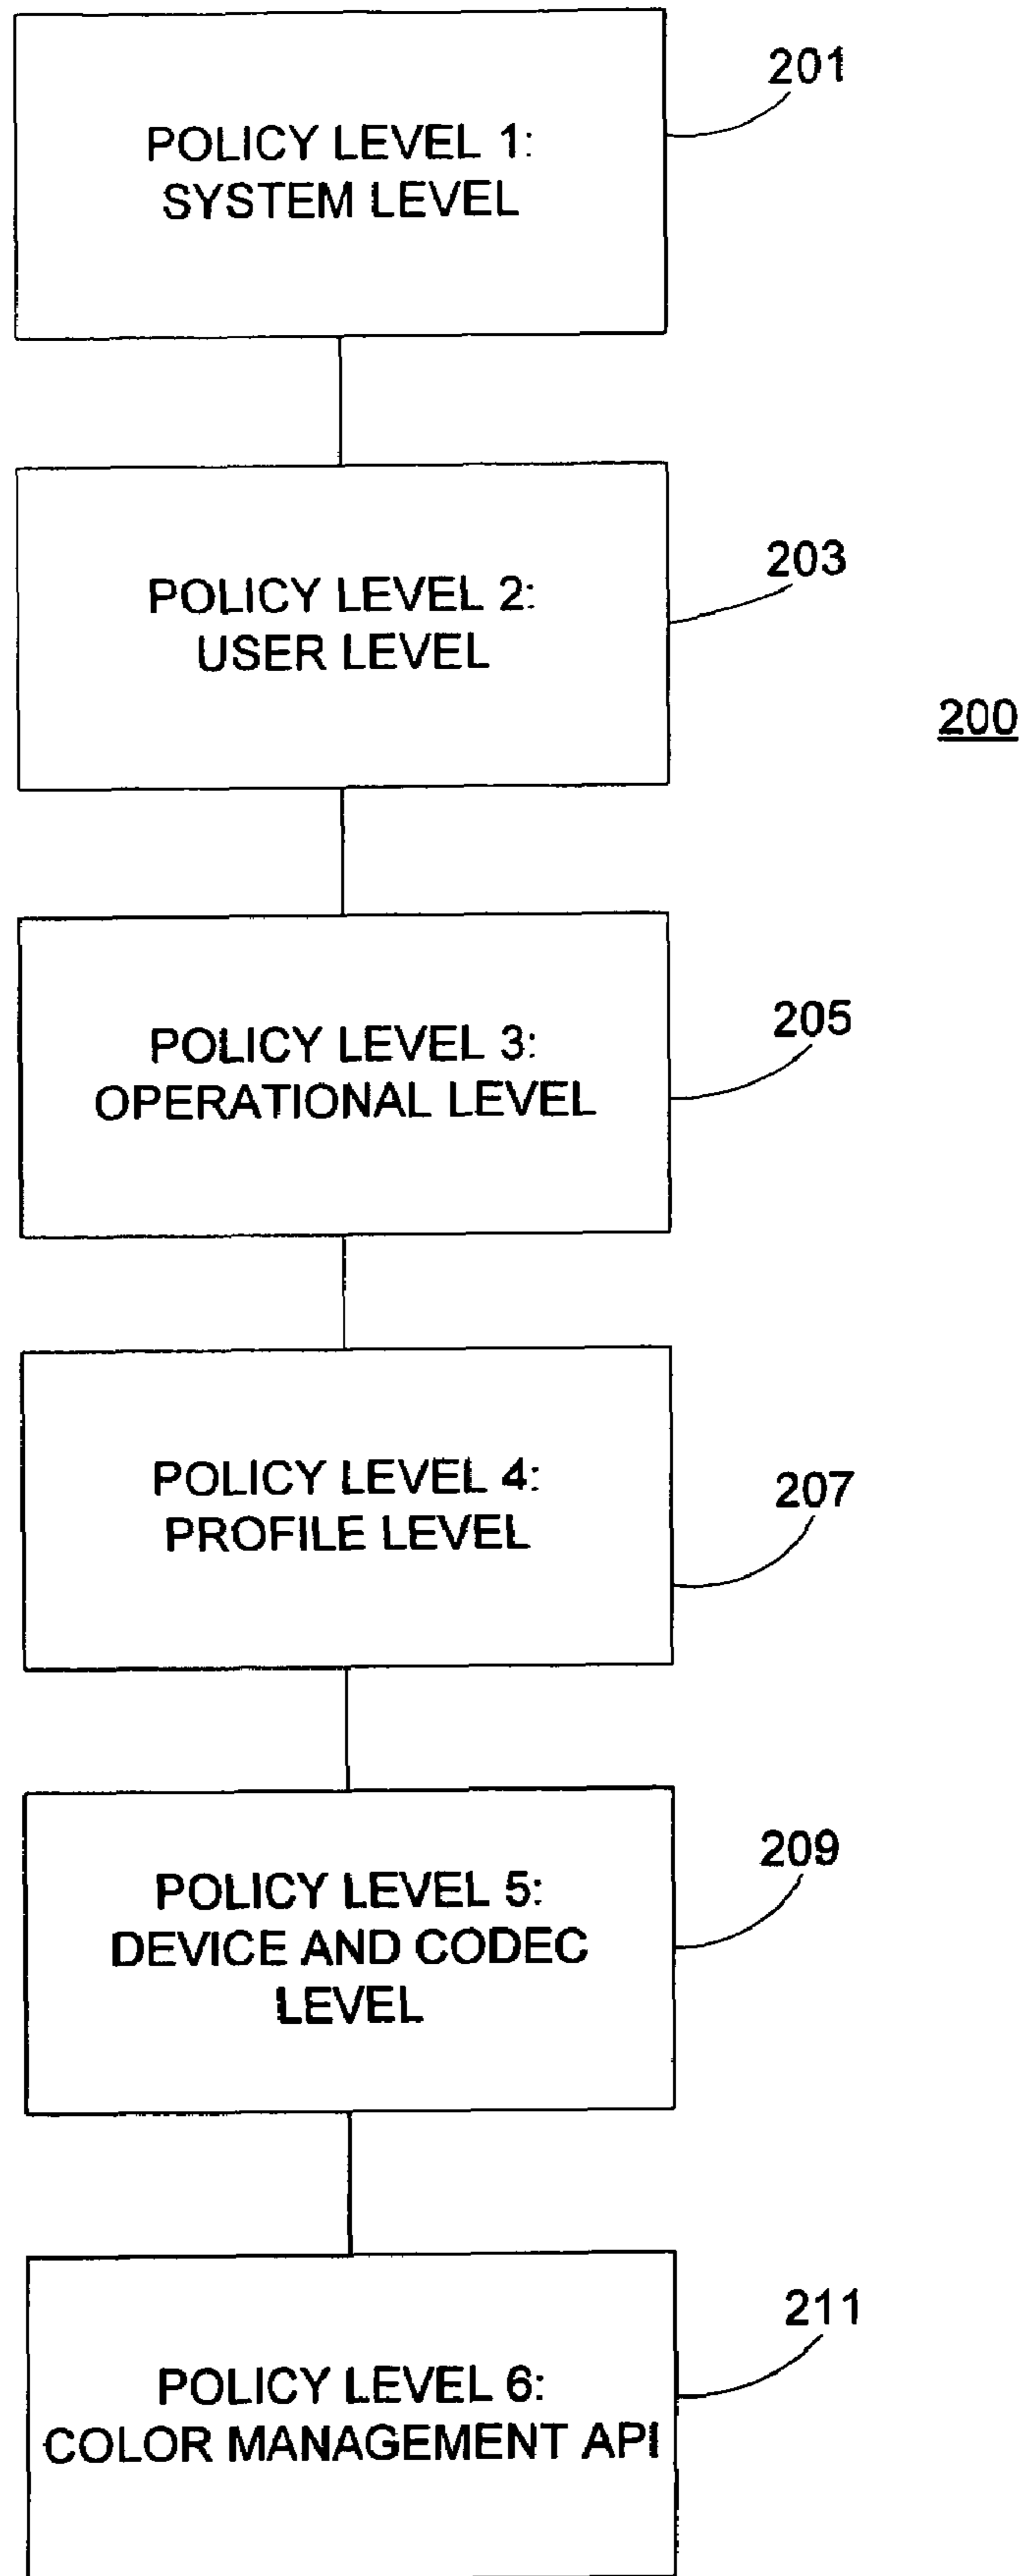 POLICY LEVEL 1:
SYSTEM LEVEL
201
POLICY LEVEL 2:
USER LEVEL
203
200
POLICY LEVEL 3:
OPERATIONAL LEVEL
205
POLICY LEVEL 4:
PROFILE LEVEL
207
POLICY LEVEL 5:
DEVICE AND CODEC
LEVEL
209
POLICY LEVEL 6:
COLOR MANAGEMENT API
211